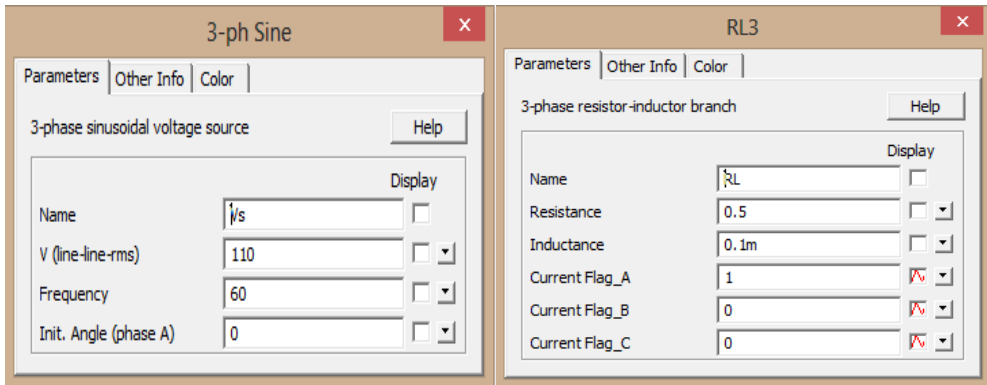 3-ph Sine
X
Parameters Other Info Color
3-phase sinusoidal voltage source Help
Display
Name Vs
V (line-line-rms) 110
Frequency 60
Init. Angle (phase A) 0
RL3
X
Parameters Other Info Color
3-phase resistor-inductor branch Help
Display
Name RL
Resistance 0.5
Inductance 0.1m
Current Flag_A 1
Current Flag_B 0
Current Flag_C 0